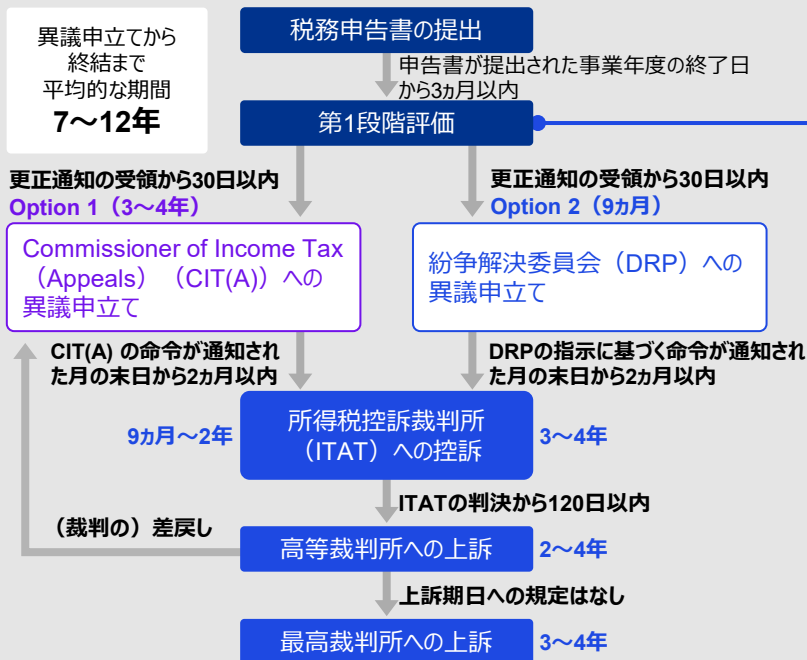 異議申立てから
終結まで
平均的な期間
7～12年
税務申告書の提出
申告書が提出された事業年度の終了日
から3ヵ月以内
第1段階評価
更正通知の受領から30日以内
Option 1（3～4年）
Commissioner of Income Tax
（Appeals）（CIT(A)）への
異議申立て
更正通知の受領から30日以内
Option 2（9ヵ月）
紛争解決委員会（DRP）への
異議申立て
CIT(A) の命令が通知され
た月の末日から2ヵ月以内
DRPの指示に基づく命令が通知され
た月の末日から2ヵ月以内
9ヵ月～2年
所得税控訴裁判所
（ITAT）への控訴
3～4年
ITATの判決から120日以内
（裁判の）差戻し
高等裁判所への上訴
2～4年
上訴期日への規定はなし
最高裁判所への上訴
3～4年